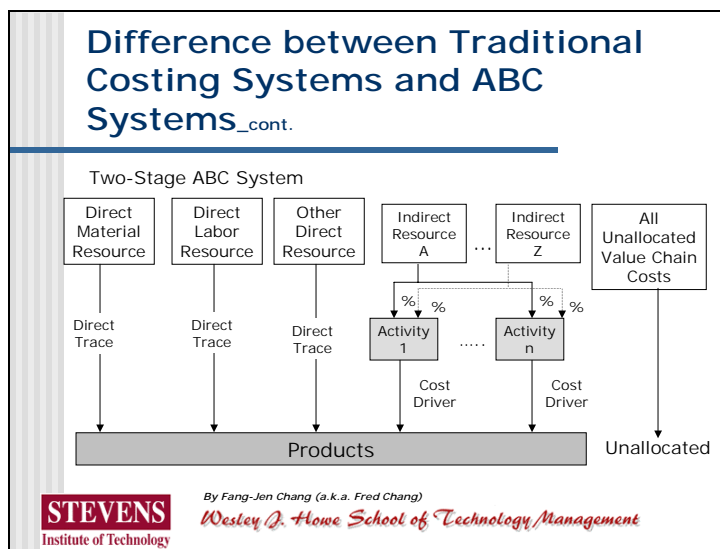 Difference between Traditional
Costing Systems and ABC
Systems_cont.
Two-Stage ABC System
Direct
Material
Resource
Direct
Labor
Resource
Other
Direct
Resource
Indirect
Resource
A
...
Indirect
Resource
Z
All
Unallocated
Value Chain
Costs
Direct
Trace
Direct
Trace
Direct
Trace
%
%
%
%
Activity
1
.....
Activity
n
Cost
Driver
Cost
Driver
Products
Unallocated
STEVENS
Institute of Technology
By Fang-Jen Chang (a.k.a. Fred Chang)
Wesley J. Howe School of Technology Management